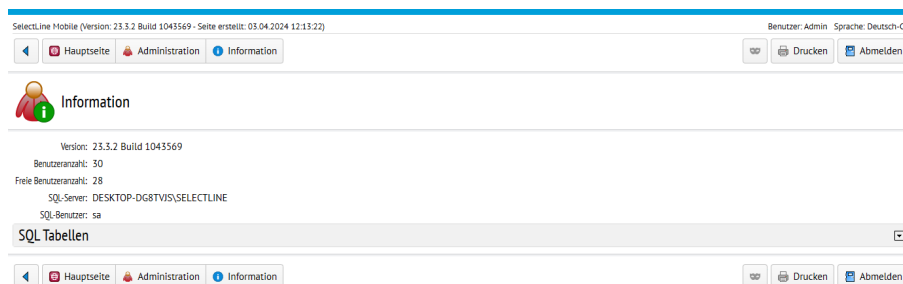 SelectLine Mobile (Version: 23.3.2 Build 1043569 - Seite erstellt: 03.04.2024 12:13:22) Benutzer: Admin Sprache: Deutsch-C
Hauptseite Administration Information Drucken Abmelden
Information
Version: 23.3.2 Build 1043569
Benutzeranzahl: 30
Freie Benutzeranzahl: 28
SQL-Server: DESKTOP-DG8TVJS\SELECTLINE
SQL-Benutzer: sa
SQL Tabellen
Hauptseite Administration Information Drucken Abmelden